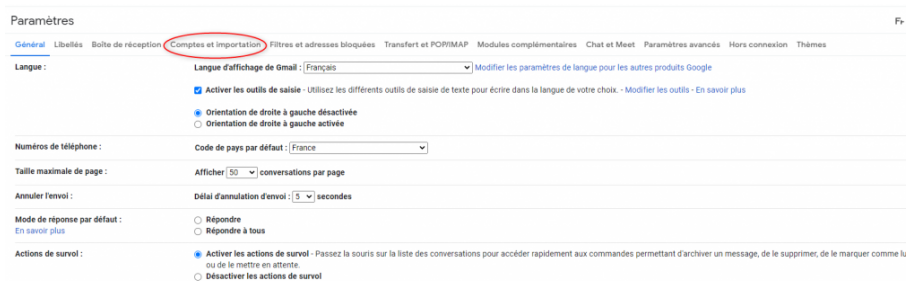 Paramètres
Général Libellés Boîte de réception Comptes et importation Filtres et adresses bloquées Transfert et POP/IMAP Modules complémentaires Chat et Meet Paramètres avancés Hors connexion Thèmes
Langue :
Langue d'affichage de Gmail : Français Modifier les paramètres de langue pour les autres produits Google
Activer les outils de saisie - Utilisez les différents outils de saisie de texte pour écrire dans la langue de votre choix. - Modifier les outils - En savoir plus
Orientation de droite à gauche désactivée
Orientation de droite à gauche activée
Numéros de téléphone :
Code de pays par défaut : France
Taille maximale de page :
Afficher 50 conversations par page
Annuler l'envoi :
Délai d'annulation d'envoi : 5 secondes
Mode de réponse par défaut :
En savoir plus
Répondre
Répondre à tous
Actions de survol :
Activer les actions de survol - Passez la souris sur la liste des conversations pour accéder rapidement aux commandes permettant d'archiver un message, de le supprimer, de le marquer comme lu
ou de le mettre en attente.
Désactiver les actions de survol